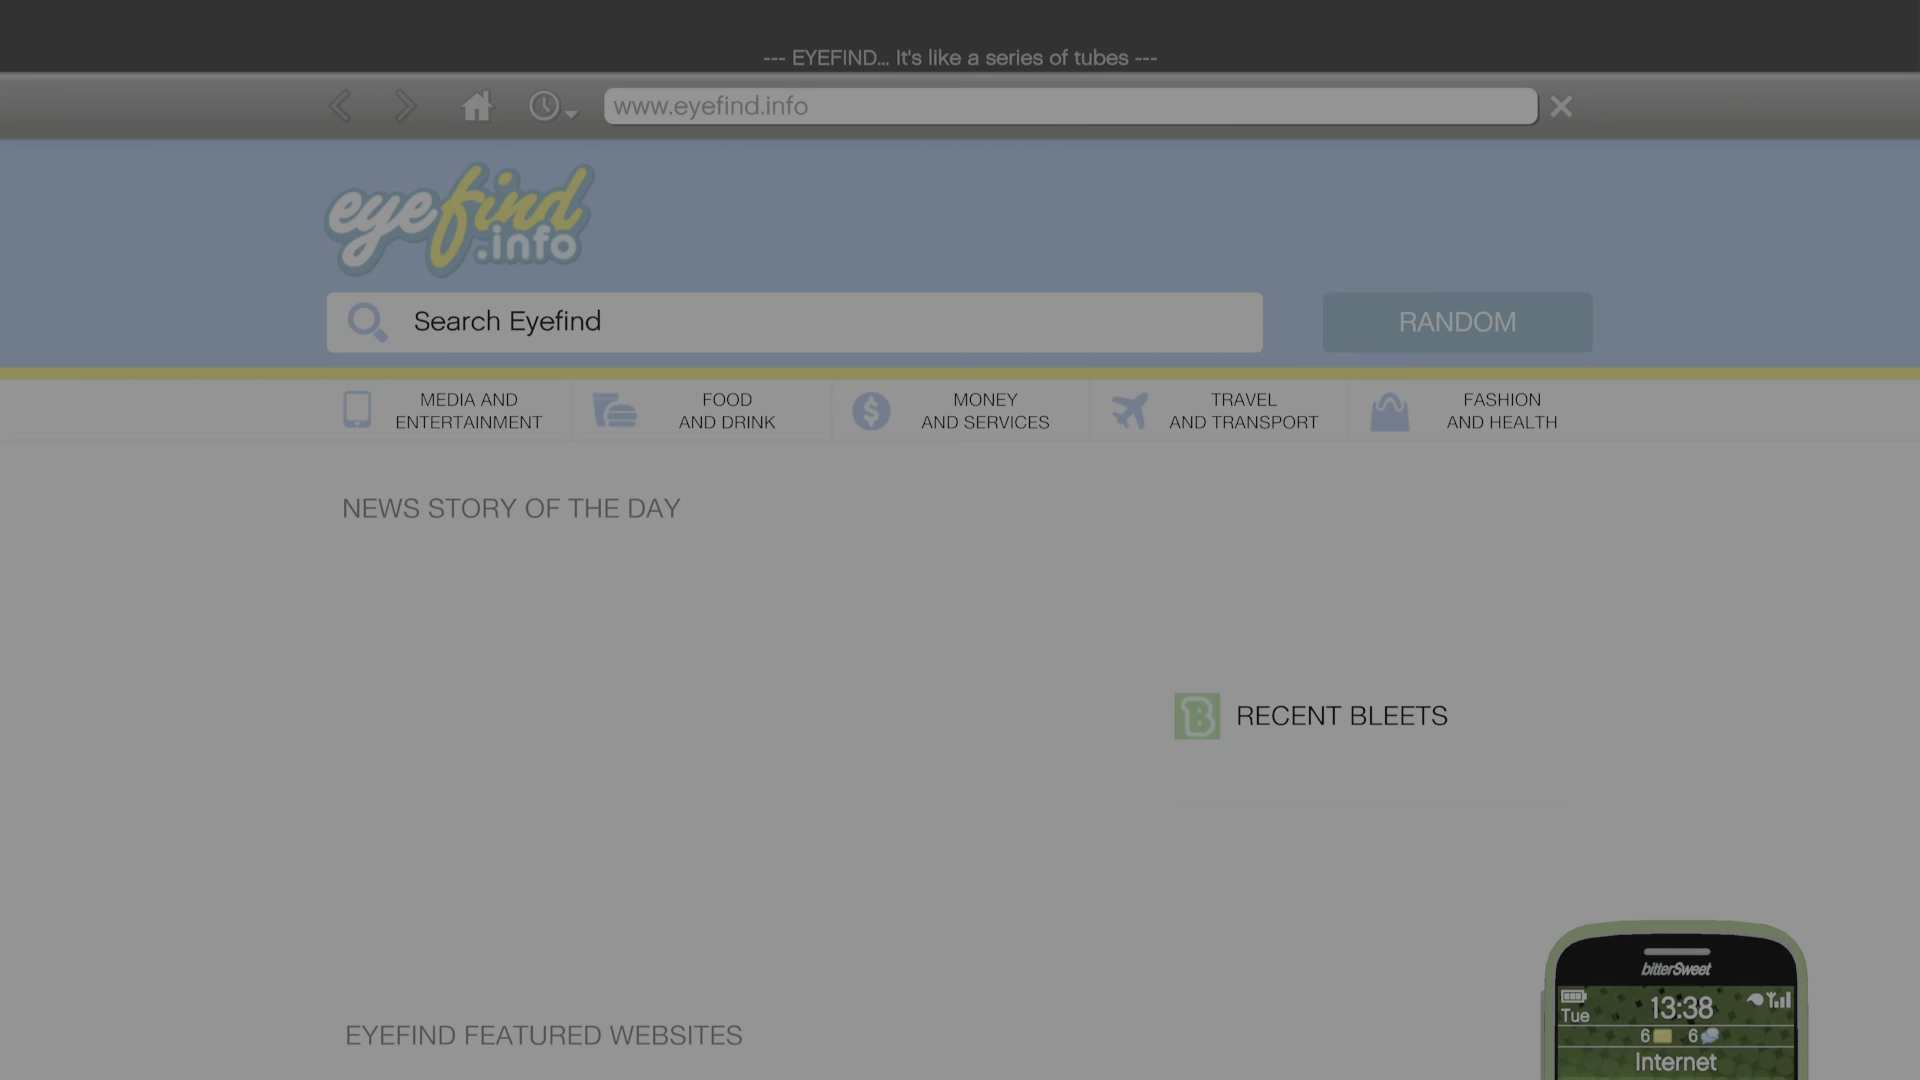 --- EYEFIND... It's like a series of tubes ---
www.eyefind.info
eyefind
.info
Search Eyefind
RANDOM
MEDIA AND
ENTERTAINMENT
FOOD
AND DRINK
MONEY
AND SERVICES
TRAVEL
AND TRANSPORT
FASHION
AND HEALTH
NEWS STORY OF THE DAY
B RECENT BLEETS
EYEFIND FEATURED WEBSITES
bitterSweet
13:38
Tue
6 6
Internet